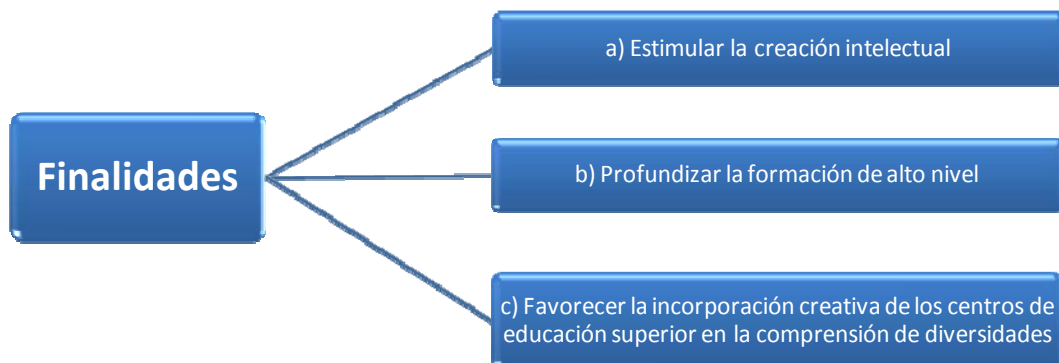 Finalidades
a) Estimular la creación intelectual
b) Profundizar la formación de alto nivel
c) Favorecer la incorporación creativa de los centros de
educación superior en la comprensión de diversidades